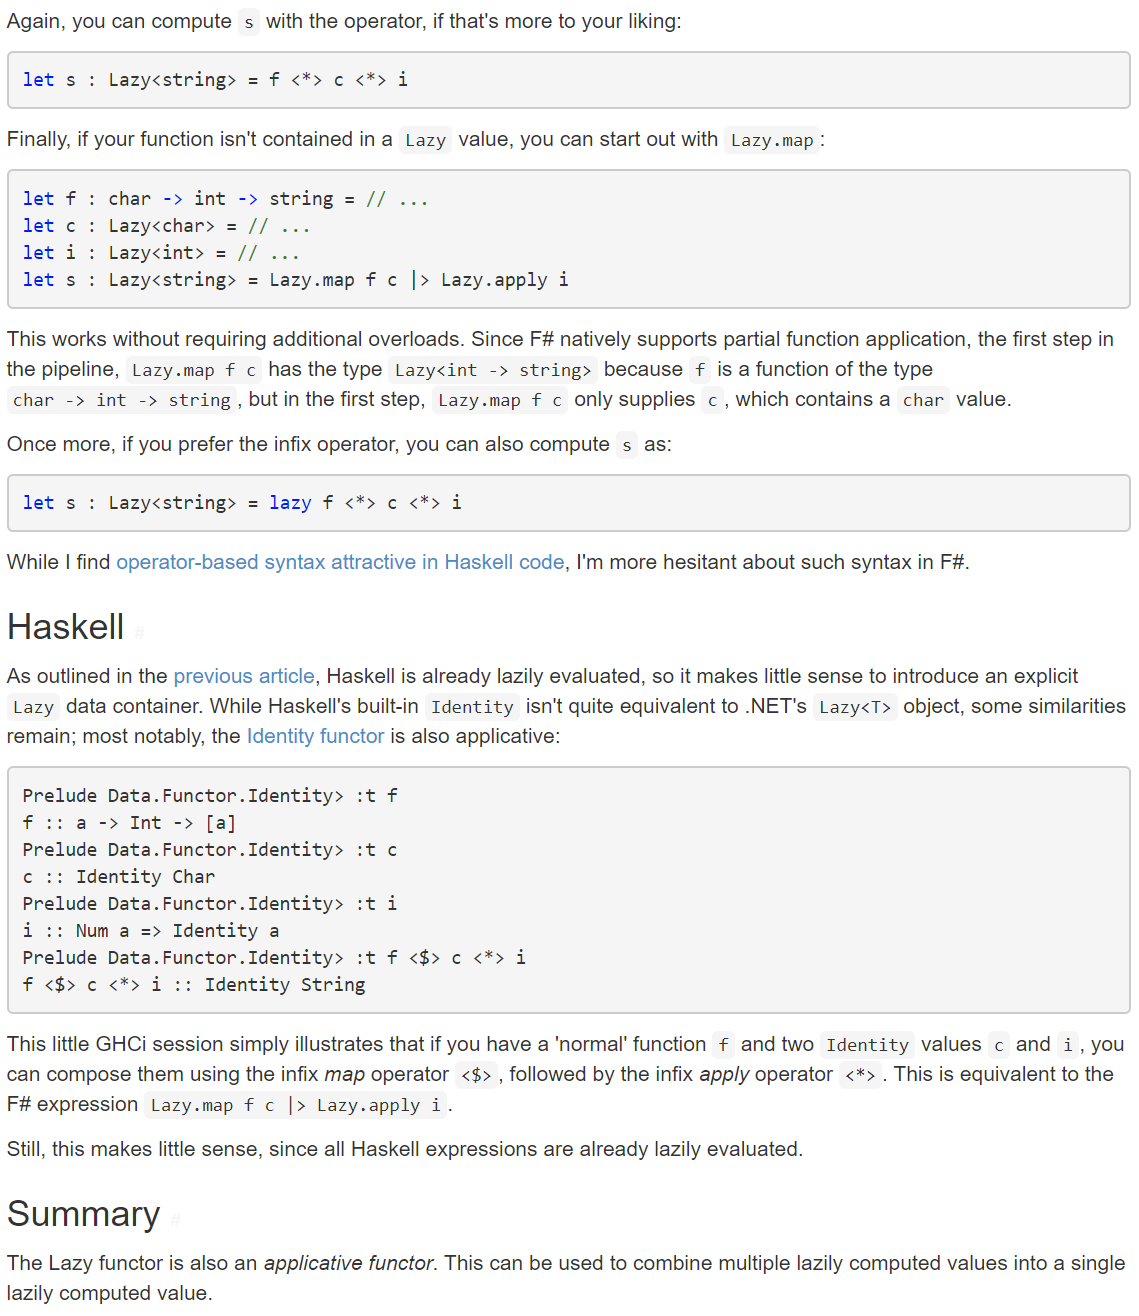 Again, you can compute s with the operator, if that's more to your liking:
let s : Lazy<string> = f <*> c <*> i
Finally, if your function isn't contained in a Lazy value, you can start out with Lazy.map:
let f : char -> int -> string = // ...
let c : Lazy<char> = // ...
let i : Lazy<int> = // ...
let s : Lazy<string> = Lazy.map f c |> Lazy.apply i
This works without requiring additional overloads. Since F# natively supports partial function application, the first step in
the pipeline, Lazy.map f c has the type Lazy<int -> string> because f is a function of the type
char -> int -> string, but in the first step, Lazy.map f c only supplies c, which contains a char value.
Once more, if you prefer the infix operator, you can also compute s as:
let s : Lazy<string> = lazy f <*> c <*> i
While I find operator-based syntax attractive in Haskell code, I'm more hesitant about such syntax in F#.
Haskell #
As outlined in the previous article, Haskell is already lazily evaluated, so it makes little sense to introduce an explicit
Lazy data container. While Haskell's built-in Identity isn't quite equivalent to .NET's Lazy<T> object, some similarities
remain; most notably, the Identity functor is also applicative:
Prelude Data.Functor.Identity> :t f
f :: a -> Int -> [a]
Prelude Data.Functor.Identity> :t c
c :: Identity Char
Prelude Data.Functor.Identity> :t i
i :: Num a => Identity a
Prelude Data.Functor.Identity> :t f <$> c <*> i
f <$> c <*> i :: Identity String
This little GHCi session simply illustrates that if you have a 'normal' function f and two Identity values c and i, you
can compose them using the infix map operator <$>, followed by the infix apply operator <*>. This is equivalent to the
F# expression Lazy.map f c |> Lazy.apply i.
Still, this makes little sense, since all Haskell expressions are already lazily evaluated.
Summary #
The Lazy functor is also an applicative functor. This can be used to combine multiple lazily computed values into a single
lazily computed value.